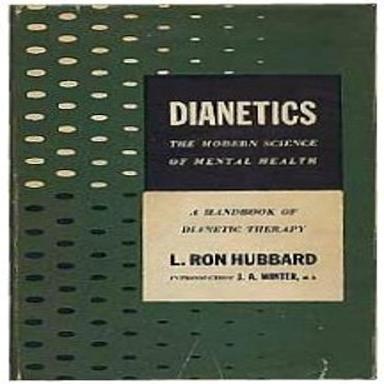 DIANETICS
THE MODERN SCIENCE
OF MENTAL HEALTH
A HANDBOOK OF
DIANETIC THERAPY
L. RON HUBBARD
INTRODUCTION J. A. WINTER, M.D.